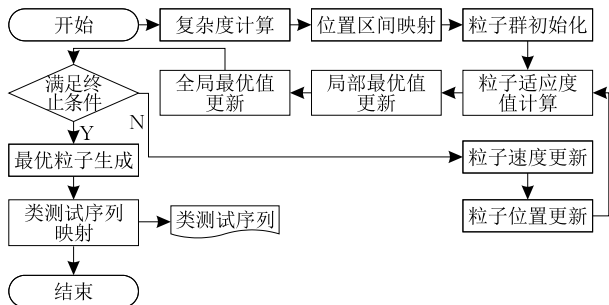 开始
复杂度计算
位置区间映射
粒子群初始化
满足终
止条件
全局最优值
更新
局部最优值
更新
粒子适应度
值计算
Y
N
最优粒子生成
粒子速度更新
类测试序列
映射
类测试序列
粒子位置更新
结束